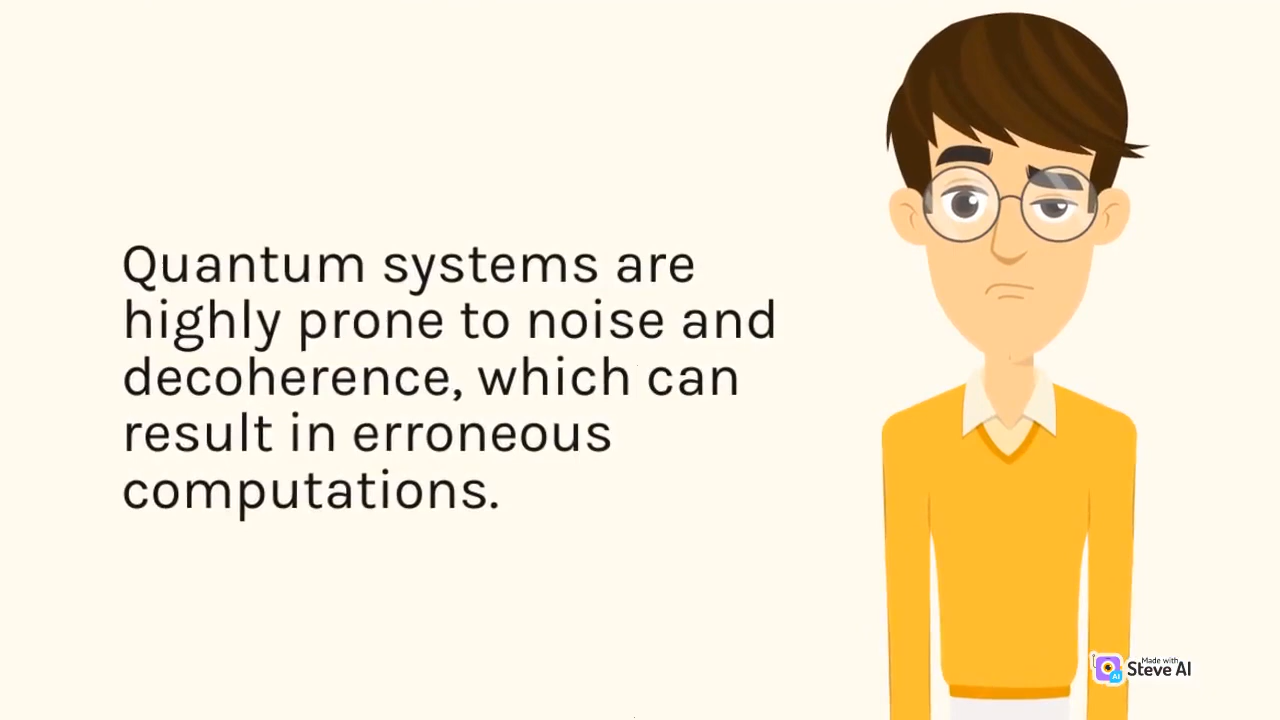 Quantum systems are
highly prone to noise and
decoherence, which can
result in erroneous
computations.
Made with
Steve AI
AI